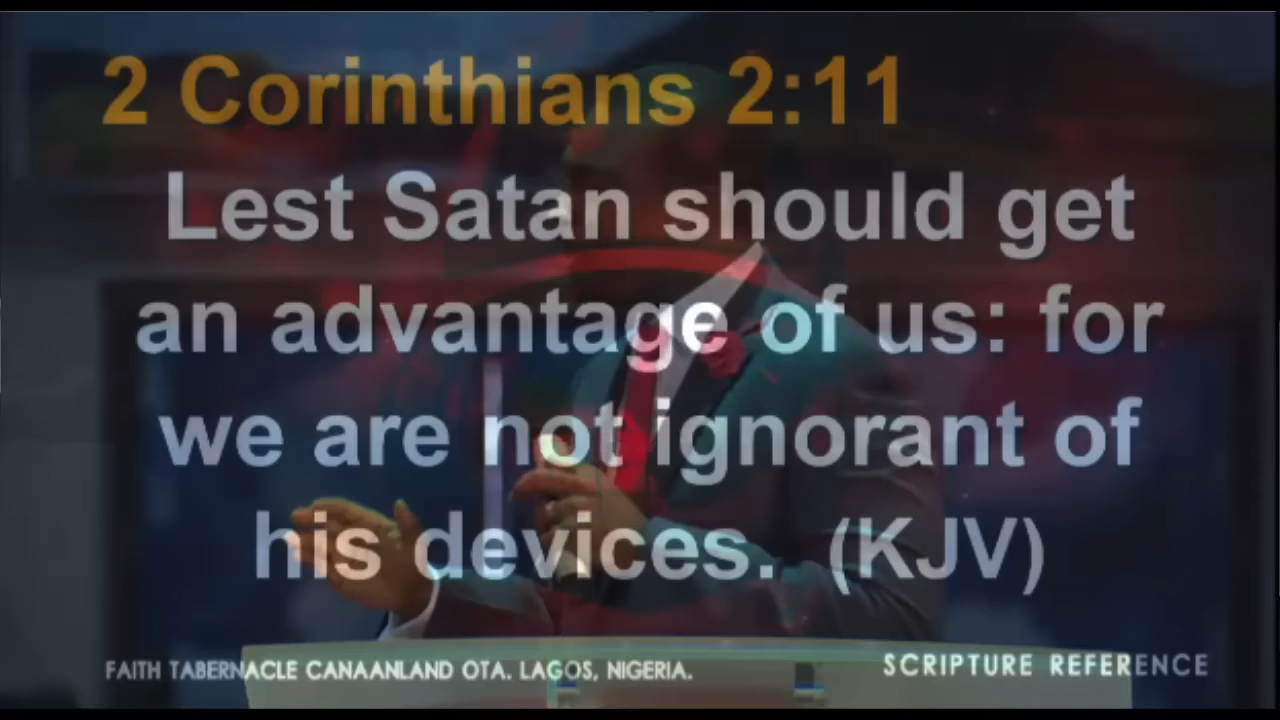 2 Corinthians 2:11
Lest Satan should get
an advantage of us: for
we are not ignorant of
his devices. (KJV)
FAITH TABERNACLE CANAANLAND OTA. LAGOS, NIGERIA.
SCRIPTURE REFERENCE